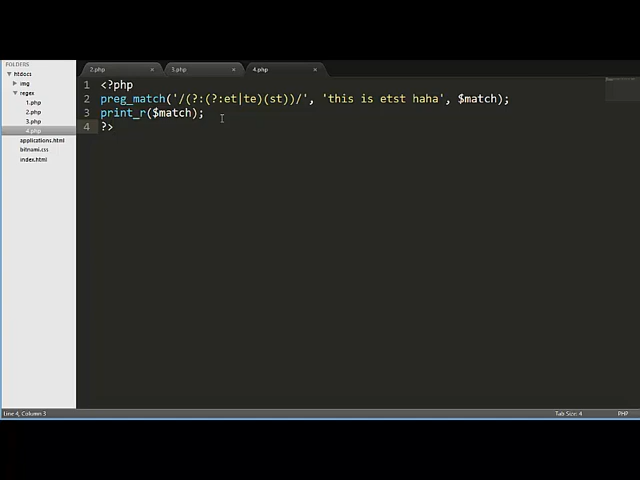 FOLDERS
htdocs
img
regex
1.php
2.php
3.php
4.php
applications.html
bitnami.css
index.html
2.php
3.php
4.php
1 <?php
2 preg_match('/(?:(?:et|te)(st))/', 'this is etst haha', $match);
3 print_r($match);
4 ?>
Line 4, Column 3
Tab Size: 4
PHP